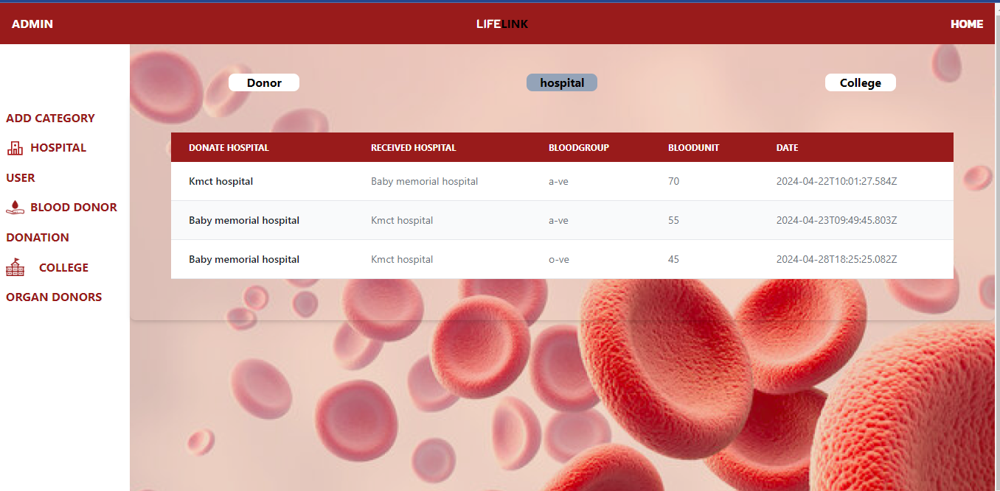 ADMIN LIFELINK HOME
Donor hospital College
ADD CATEGORY
HOSPITAL
USER
BLOOD DONOR
DONATION
COLLEGE
ORGAN DONORS
DONATE HOSPITAL RECEIVED HOSPITAL BLOODGROUP BLOODUNIT DATE
Kmct hospital Baby memorial hospital a-ve 70 2024-04-22T10:01:27.584Z
Baby memorial hospital Kmct hospital a-ve 55 2024-04-23T09:49:45.803Z
Baby memorial hospital Kmct hospital o-ve 45 2024-04-28T18:25:25.082Z